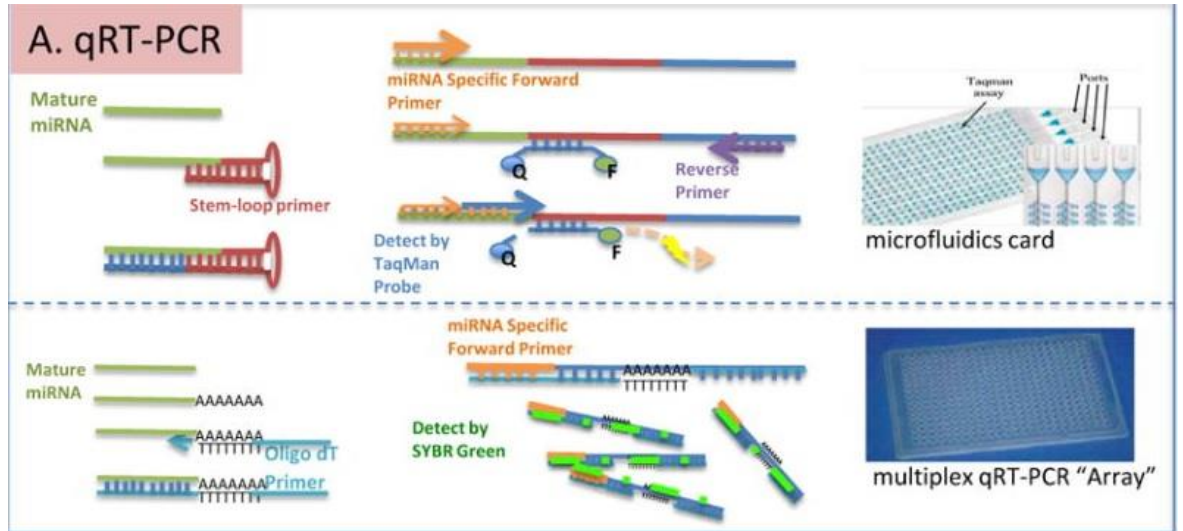 A. qRT-PCR
Mature
miRNA
Stem-loop primer
miRNA Specific Forward
Primer
Q
F
Reverse
Primer
Detect by
TaqMan
Probe
Q
F
Taqman
assay
Ports
microfluidics card
Mature
miRNA
AAAAAAA
AAAAAAA
TTTTTTT
Oligo dT
Primer
AAAAAAA
TTTTTTT
miRNA Specific
Forward Primer
AAAAAAA
TTTTTTT
Detect by
SYBR Green
multiplex qRT-PCR “Array”